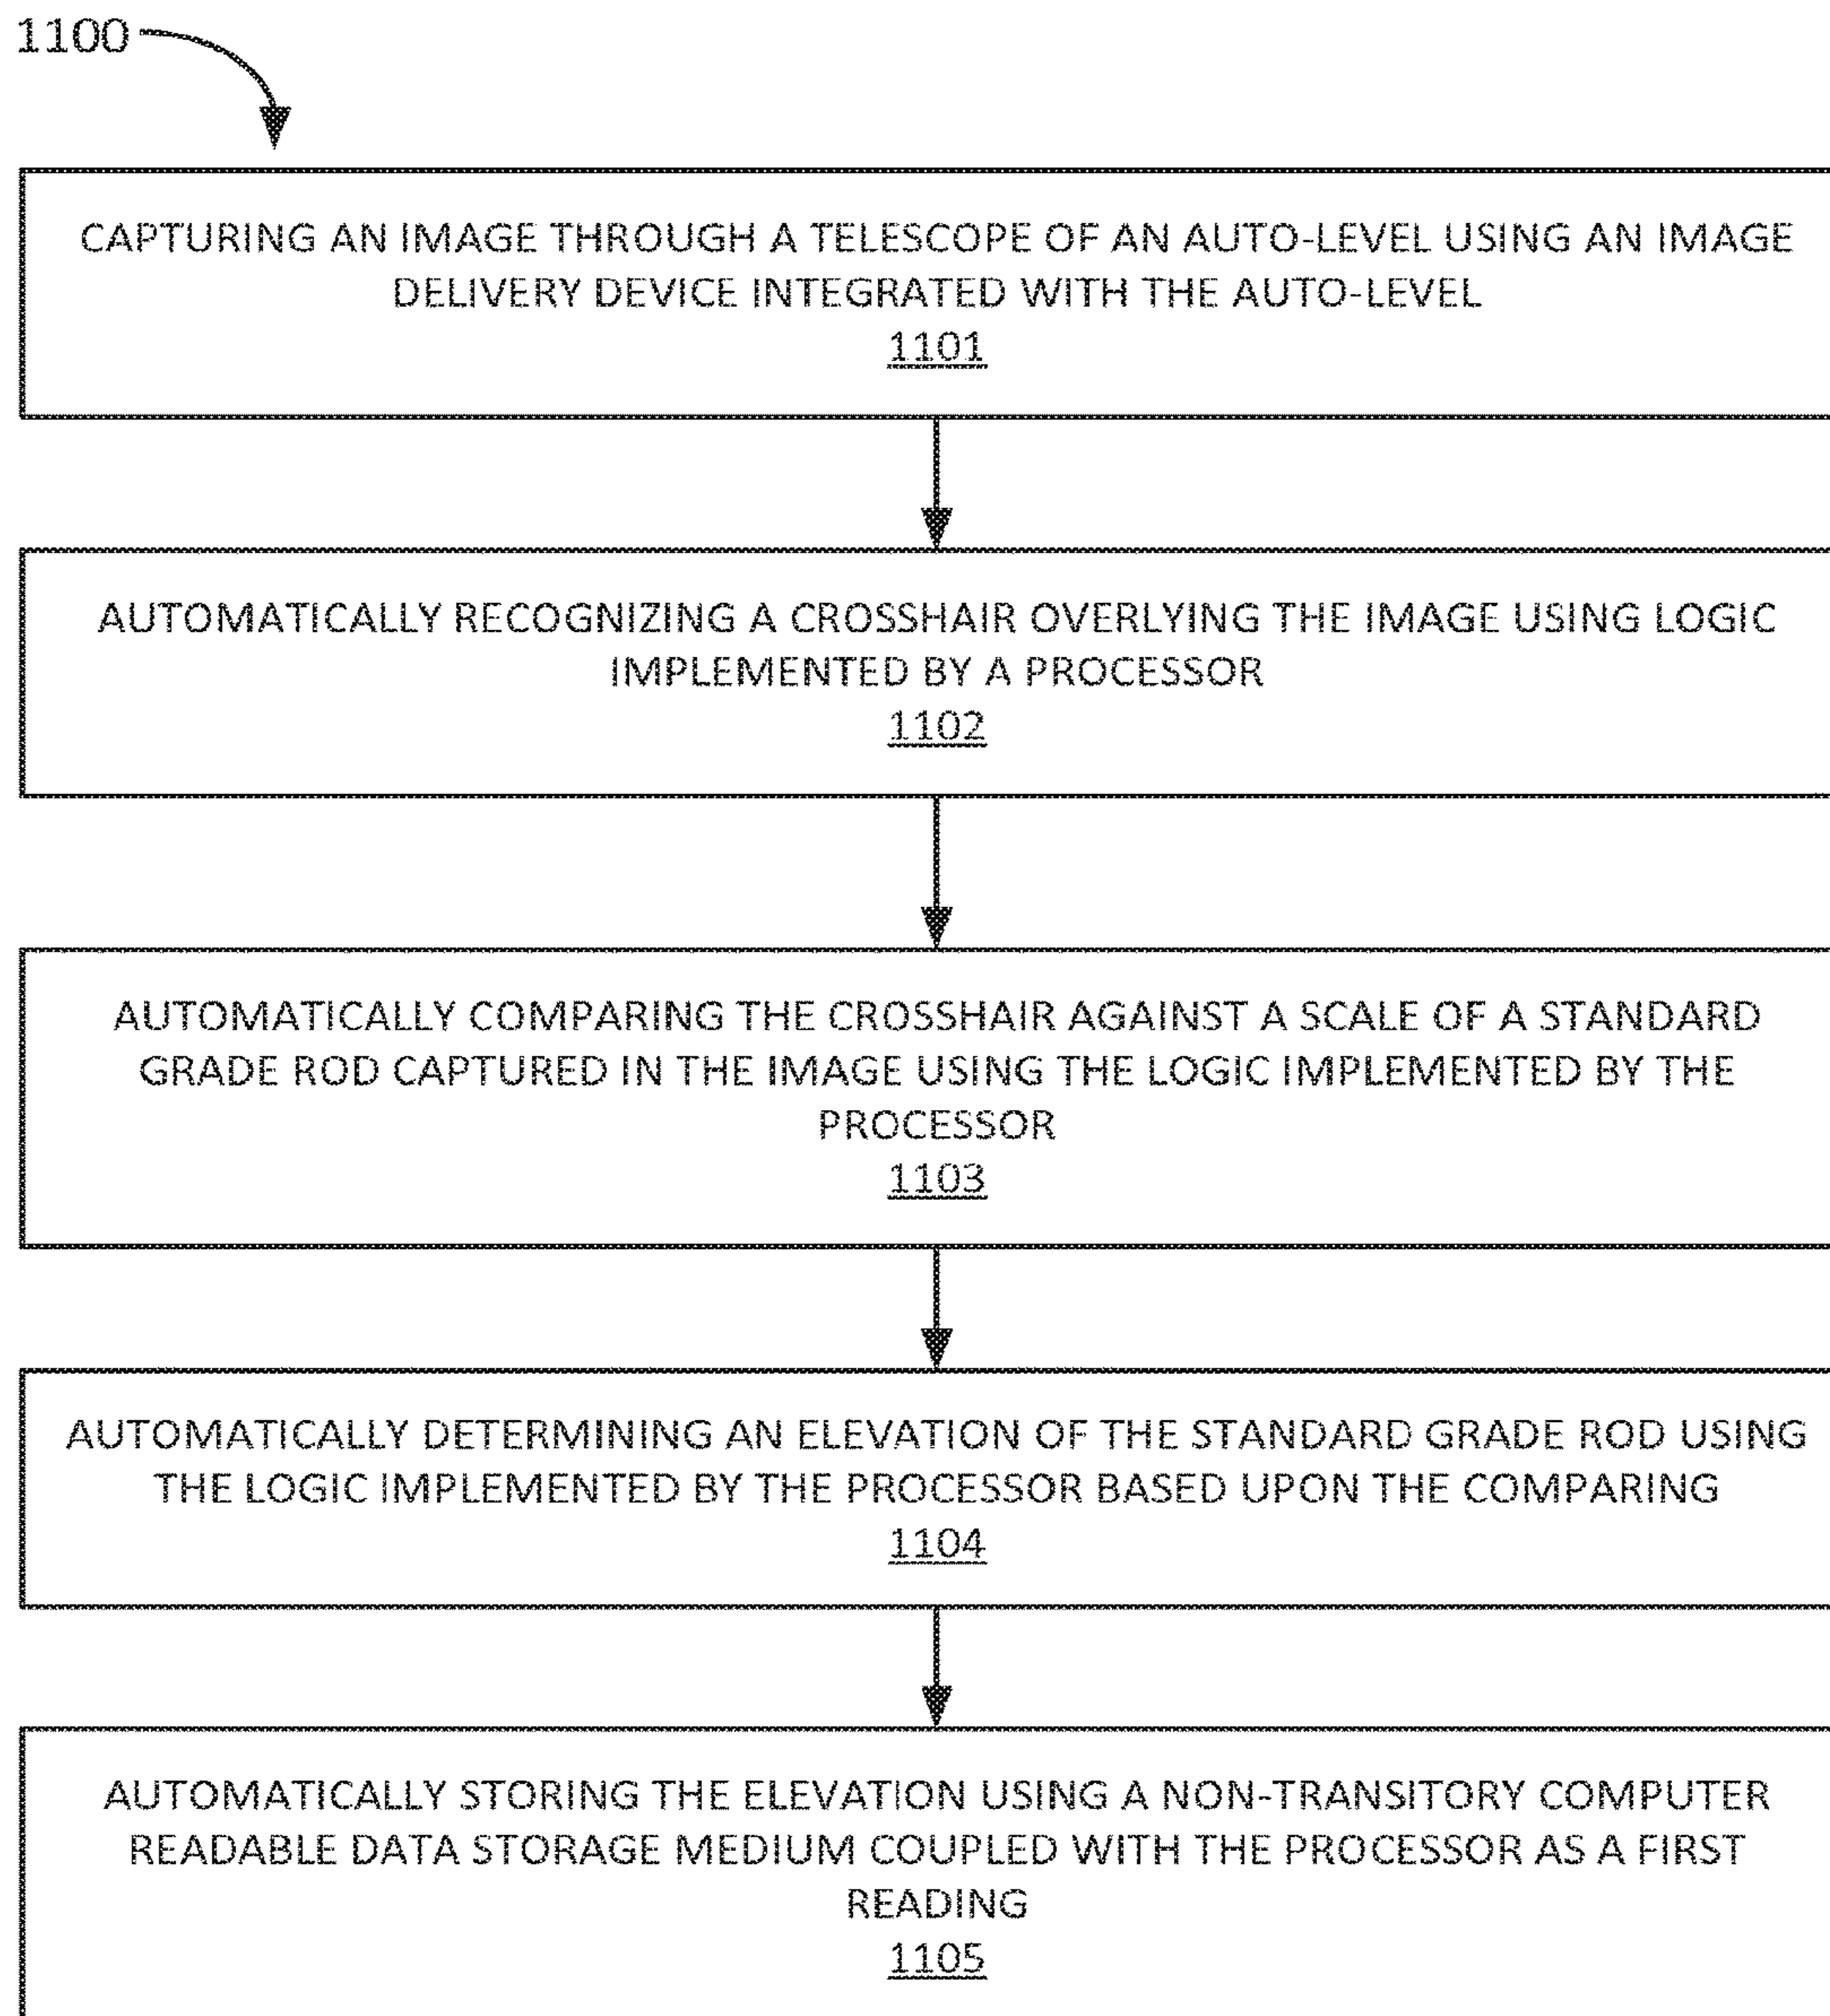 1100
CAPTURING AN IMAGE THROUGH A TELESCOPE OF AN AUTO-LEVEL USING AN IMAGE
DELIVERY DEVICE INTEGRATED WITH THE AUTO-LEVEL
1101
AUTOMATICALLY RECOGNIZING A CROSSHAIR OVERLYING THE IMAGE USING LOGIC
IMPLEMENTED BY A PROCESSOR
1102
AUTOMATICALLY COMPARING THE CROSSHAIR AGAINST A SCALE OF A STANDARD
GRADE ROD CAPTURED IN THE IMAGE USING THE LOGIC IMPLEMENTED BY THE
PROCESSOR
1103
AUTOMATICALLY DETERMINING AN ELEVATION OF THE STANDARD GRADE ROD USING
THE LOGIC IMPLEMENTED BY THE PROCESSOR BASED UPON THE COMPARING
1104
AUTOMATICALLY STORING THE ELEVATION USING A NON-TRANSITORY COMPUTER
READABLE DATA STORAGE MEDIUM COUPLED WITH THE PROCESSOR AS A FIRST
READING
1105